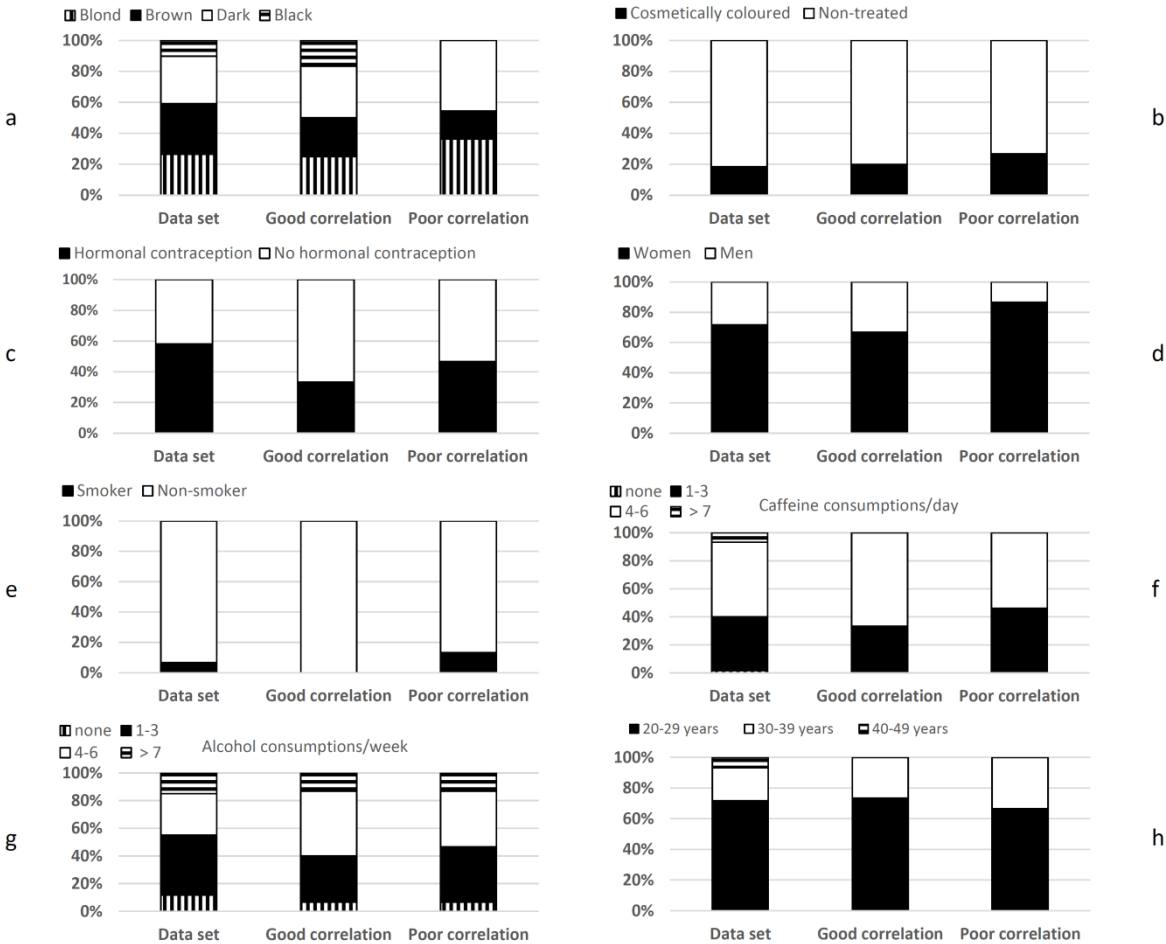 Blond Brown Dark Black
100%
80%
60%
40%
20%
0%
Data set Good correlation Poor correlation
a
Cosmetically coloured Non-treated
100%
80%
60%
40%
20%
0%
Data set Good correlation Poor correlation
b
Hormonal contraception No hormonal contraception
100%
80%
60%
40%
20%
0%
Data set Good correlation Poor correlation
c
Women Men
100%
80%
60%
40%
20%
0%
Data set Good correlation Poor correlation
d
Smoker Non-smoker
100%
80%
60%
40%
20%
0%
Data set Good correlation Poor correlation
e
none 1-3
4-6 > 7
Caffeine consumptions/day
100%
80%
60%
40%
20%
0%
Data set Good correlation Poor correlation
f
none 1-3
4-6 > 7
Alcohol consumptions/week
100%
80%
60%
40%
20%
0%
Data set Good correlation Poor correlation
g
20-29 years 30-39 years 40-49 years
100%
80%
60%
40%
20%
0%
Data set Good correlation Poor correlation
h